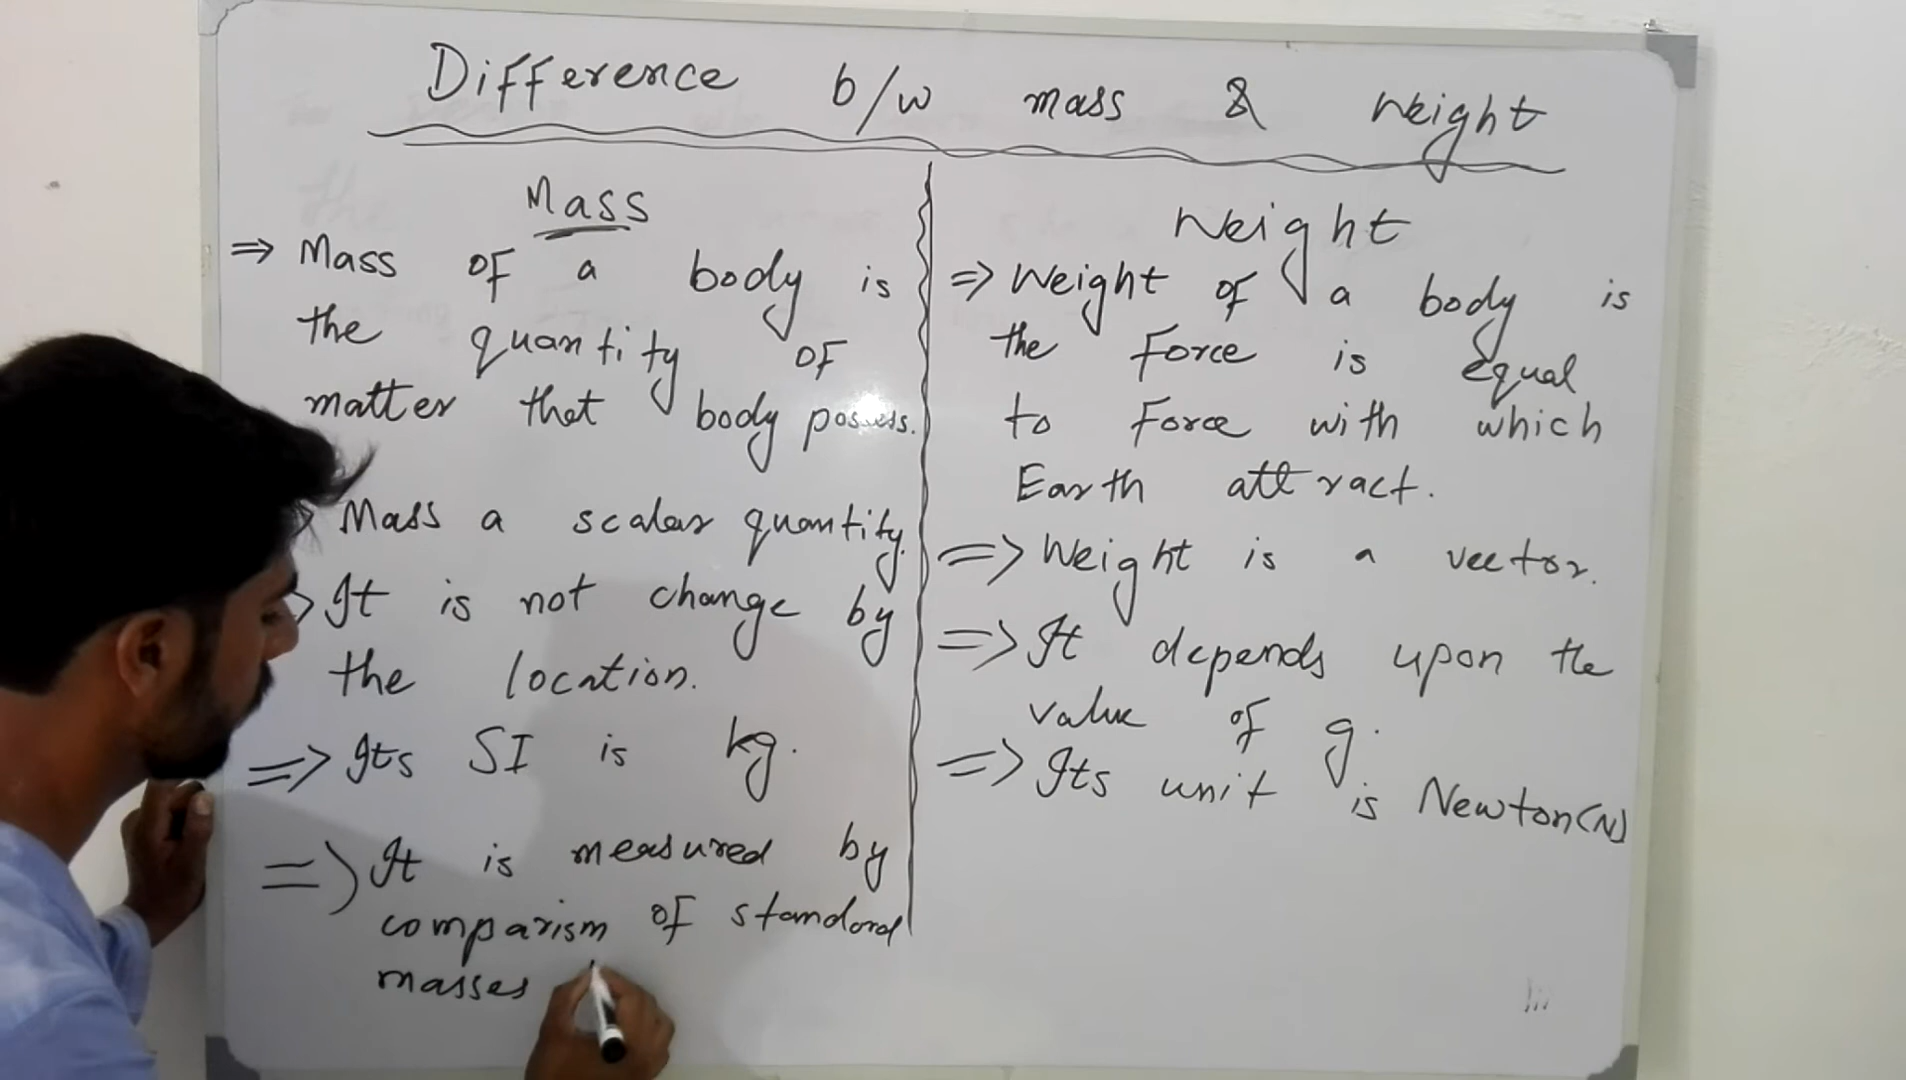 Difference b/w mass & Weight
Mass
⇒ Mass of a body is
the quantity of
matter that body possess.
Mass a scalar quantity.
It is not change by
the location.
⇒ Its SI is kg.
⇒ It is measured by
comparism of standard
masses
Weight
⇒ Weight of a body is
the Force is equal
to Force with which
Earth attract.
⇒ Weight is a vector.
⇒ It depends upon the
value of g.
⇒ Its unit is Newton(N)